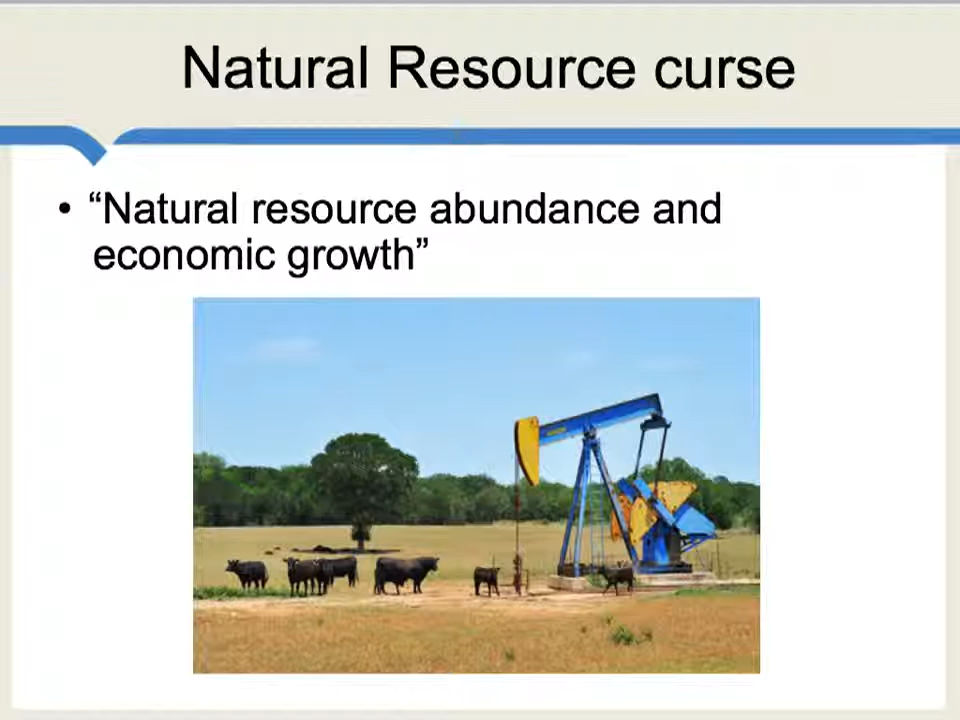 Natural Resource curse
• “Natural resource abundance and
economic growth”